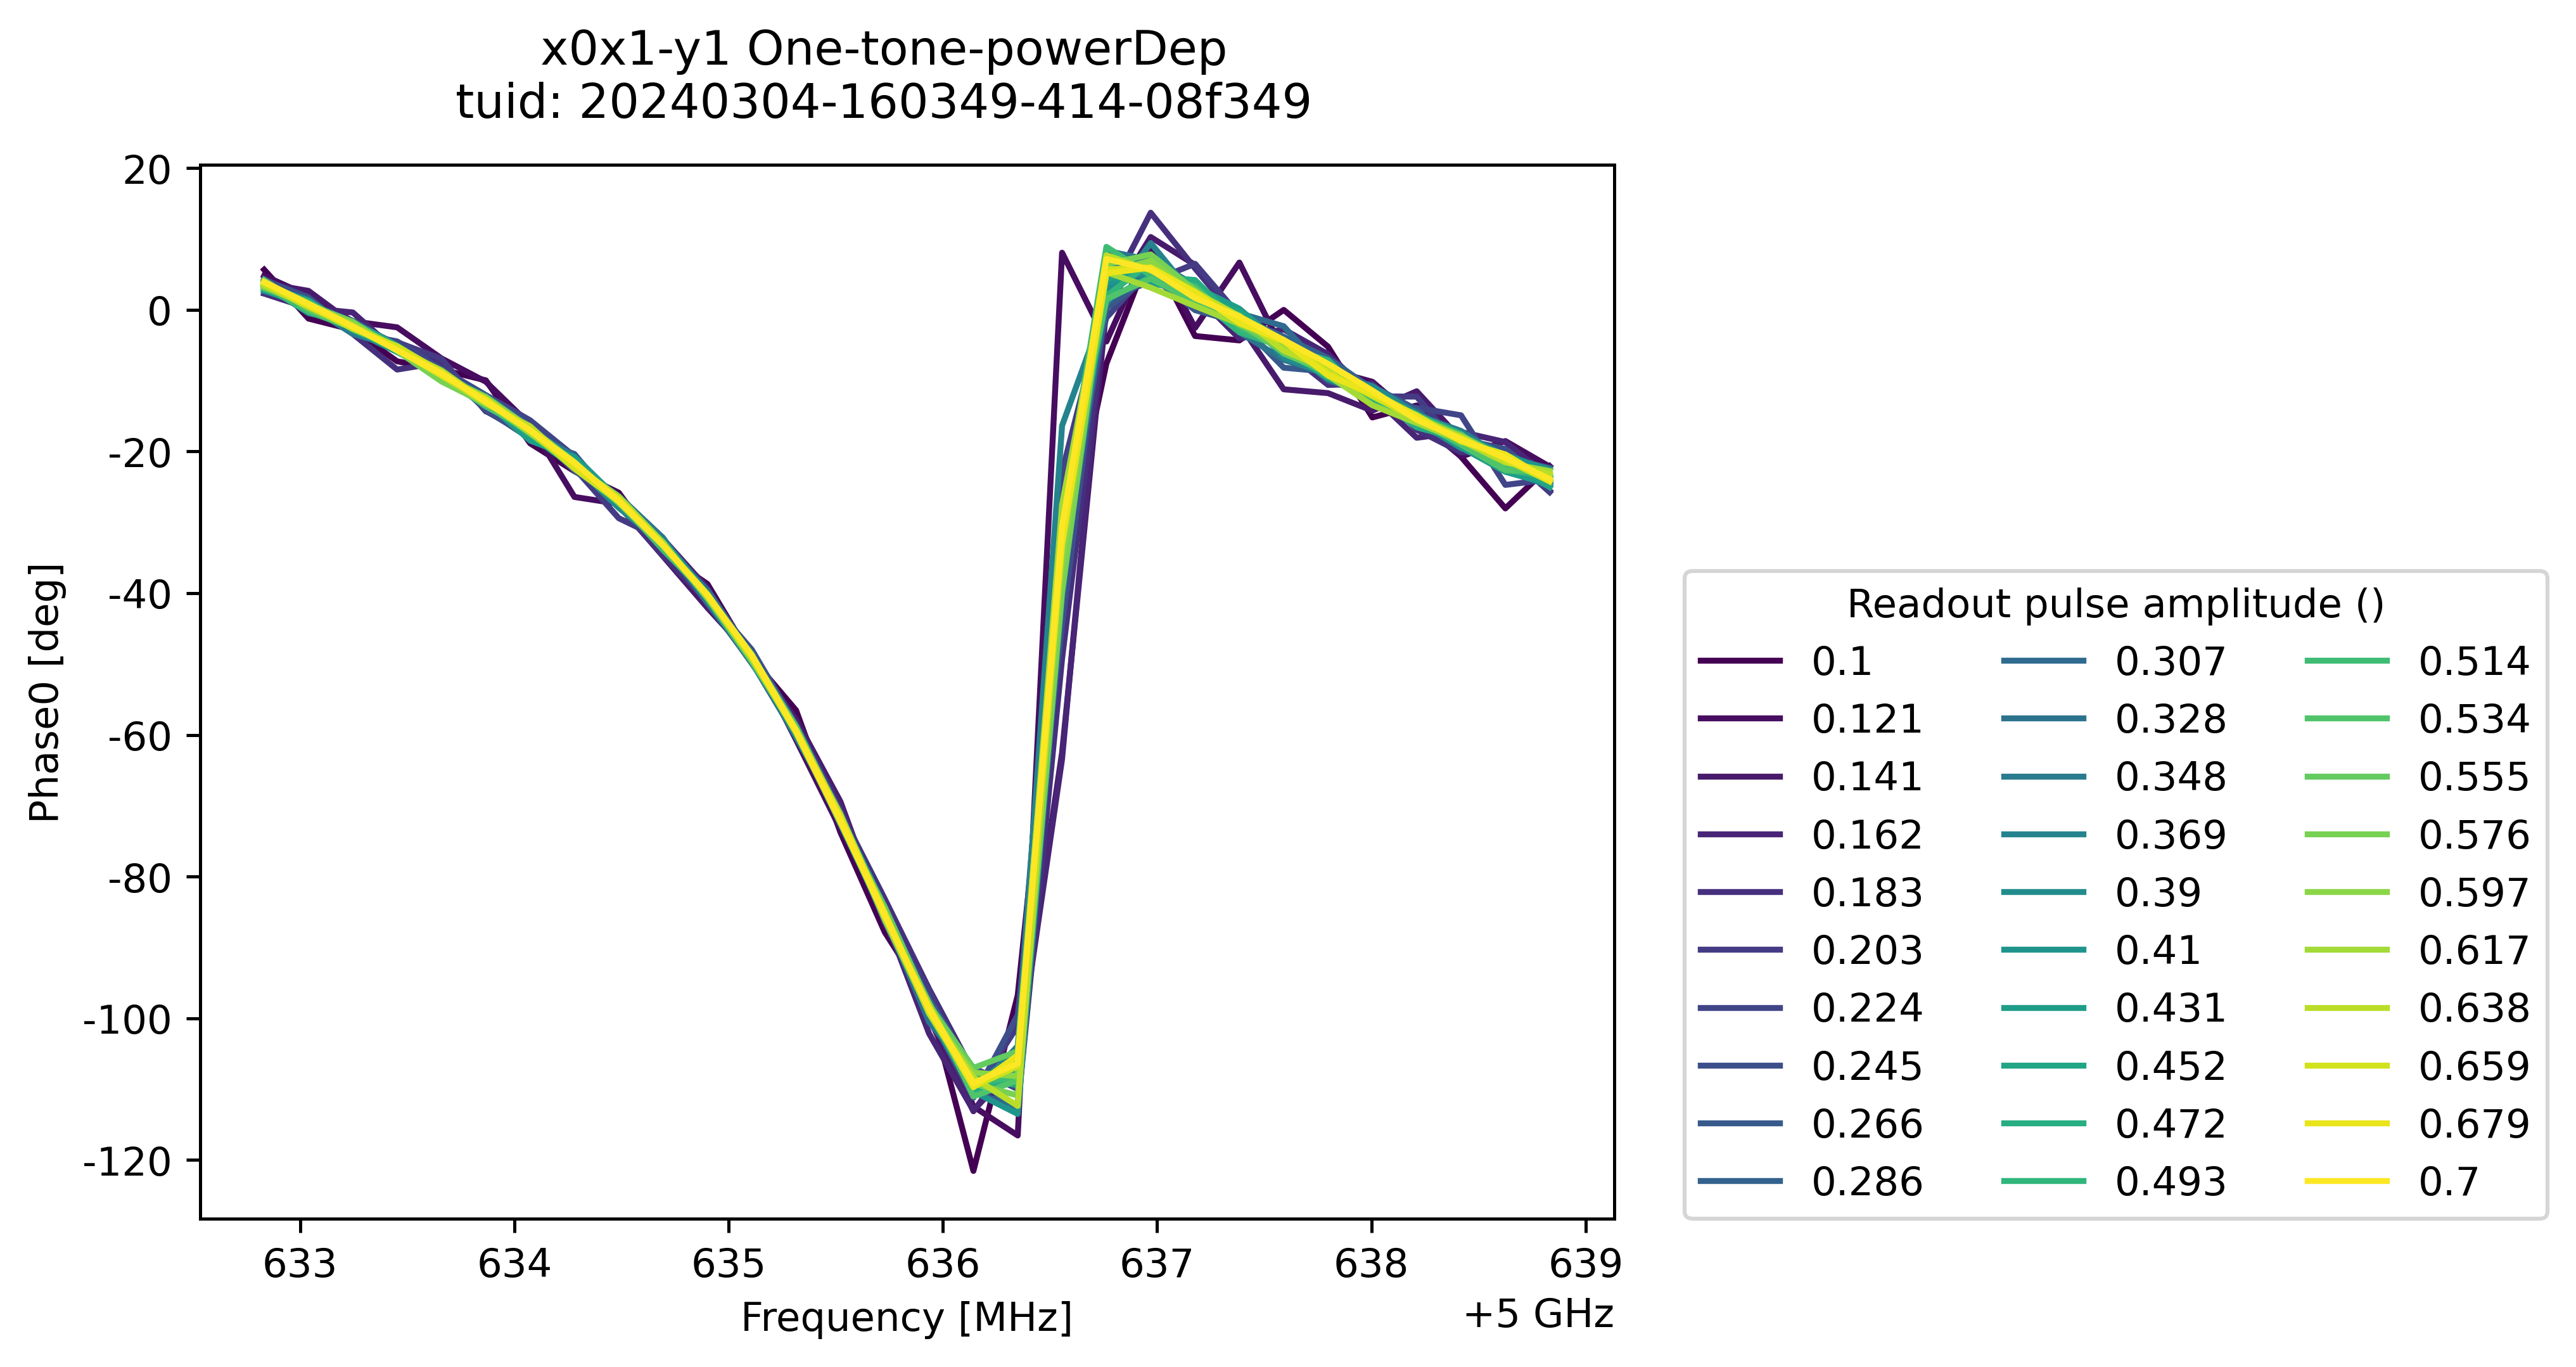 x0x1-y1 One-tone-powerDep
tuid: 20240304-160349-414-08f349
20
0
-20
-40
-60
-80
-100
-120
Phase0 [deg]
633 634 635 636 637 638 639
Frequency [MHz]
+5 GHz
Readout pulse amplitude ()
0.1 0.307 0.514
0.121 0.328 0.534
0.141 0.348 0.555
0.162 0.369 0.576
0.183 0.39 0.597
0.203 0.41 0.617
0.224 0.431 0.638
0.245 0.452 0.659
0.266 0.472 0.679
0.286 0.493 0.7